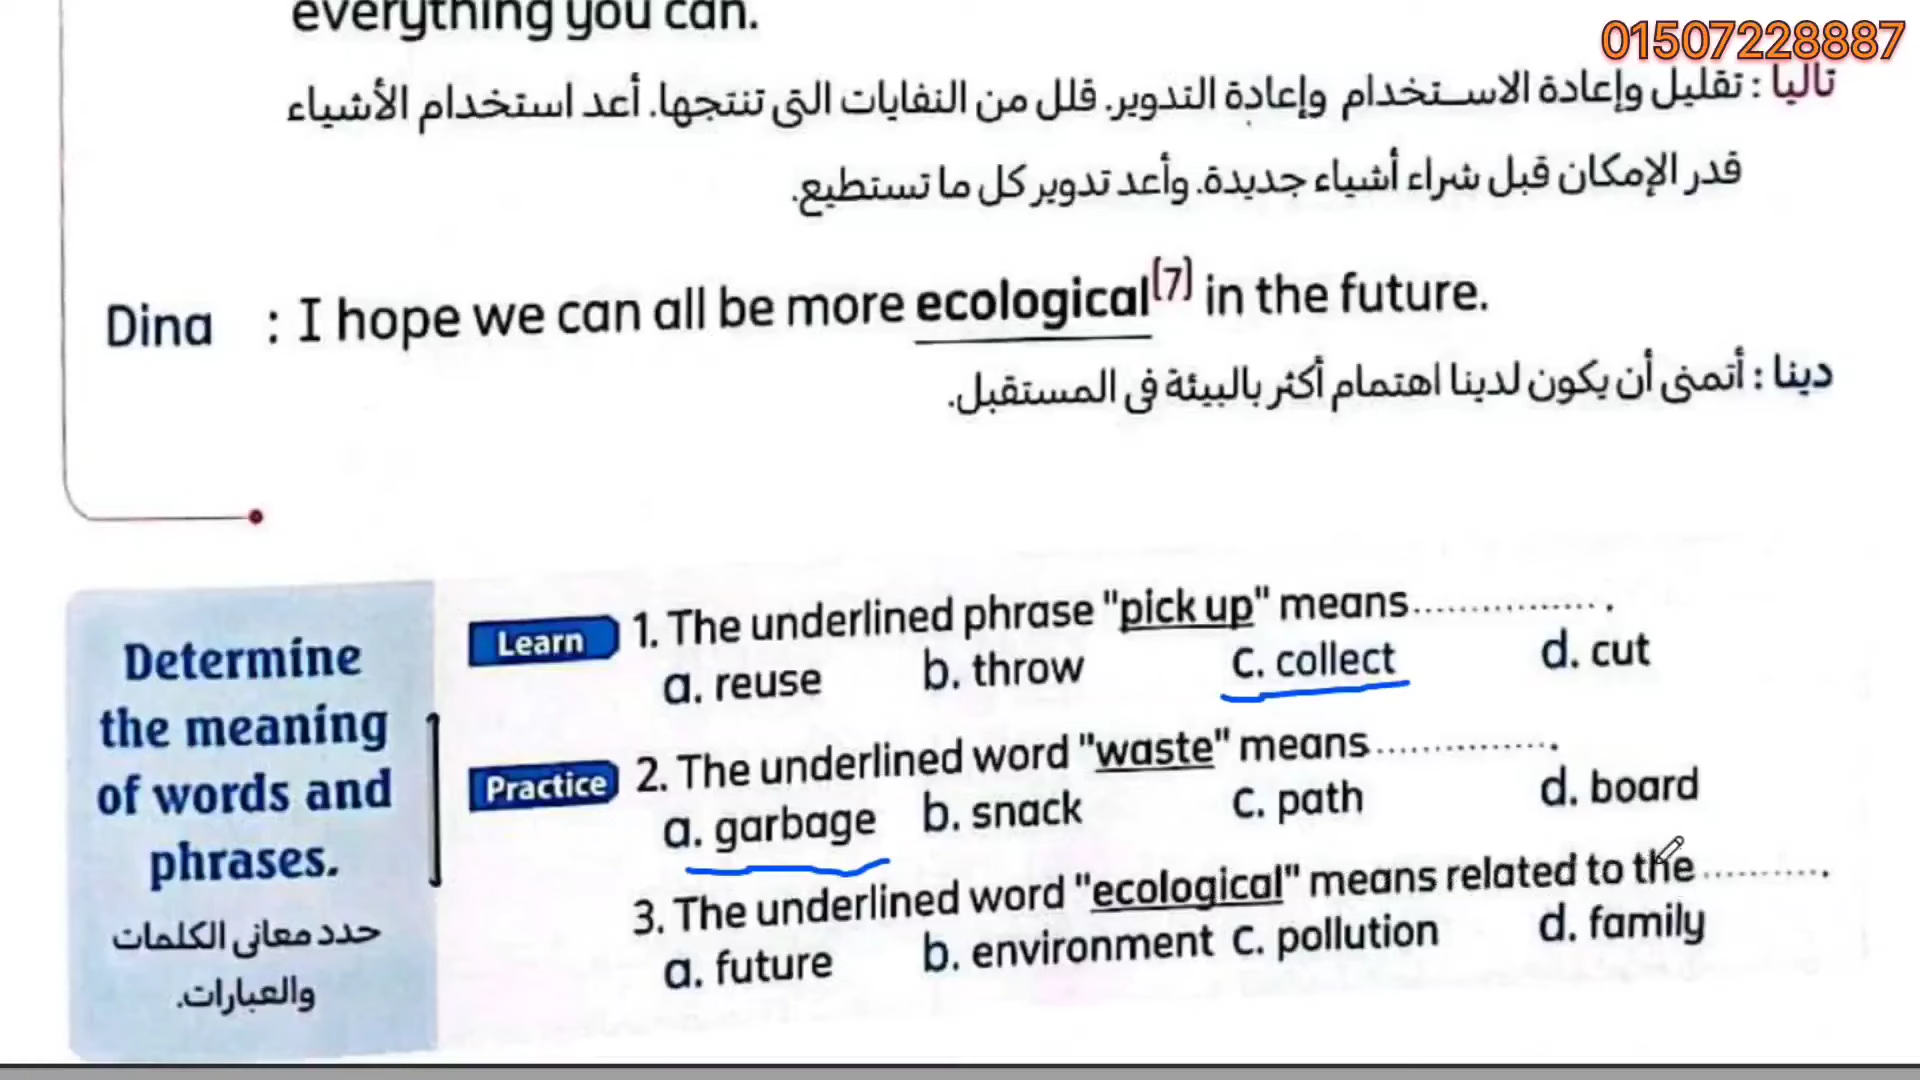 everything you can.
01507228887
تاليا : تقليل وإعادة الاستخدام وإعادة التدوير. قلل من النفايات التى تنتجها. أعد استخدام الأشياء
قدر الإمكان قبل شراء أشياء جديدة. وأعد تدوير كل ما تستطيع.
Dina : I hope we can all be more ecological(7) in the future.
دينا : أتمنى أن يكون لدينا اهتمام أكثر بالبيئة فى المستقبل.
Determine
the meaning
of words and
phrases.
حدد معانى الكلمات
والعبارات.
Learn 1. The underlined phrase "pick up" means ................ .
a. reuse b. throw c. collect d. cut
Practice 2. The underlined word "waste" means ............... .
a. garbage b. snack c. path d. board
3. The underlined word "ecological" means related to the .......... .
a. future b. environment c. pollution d. family